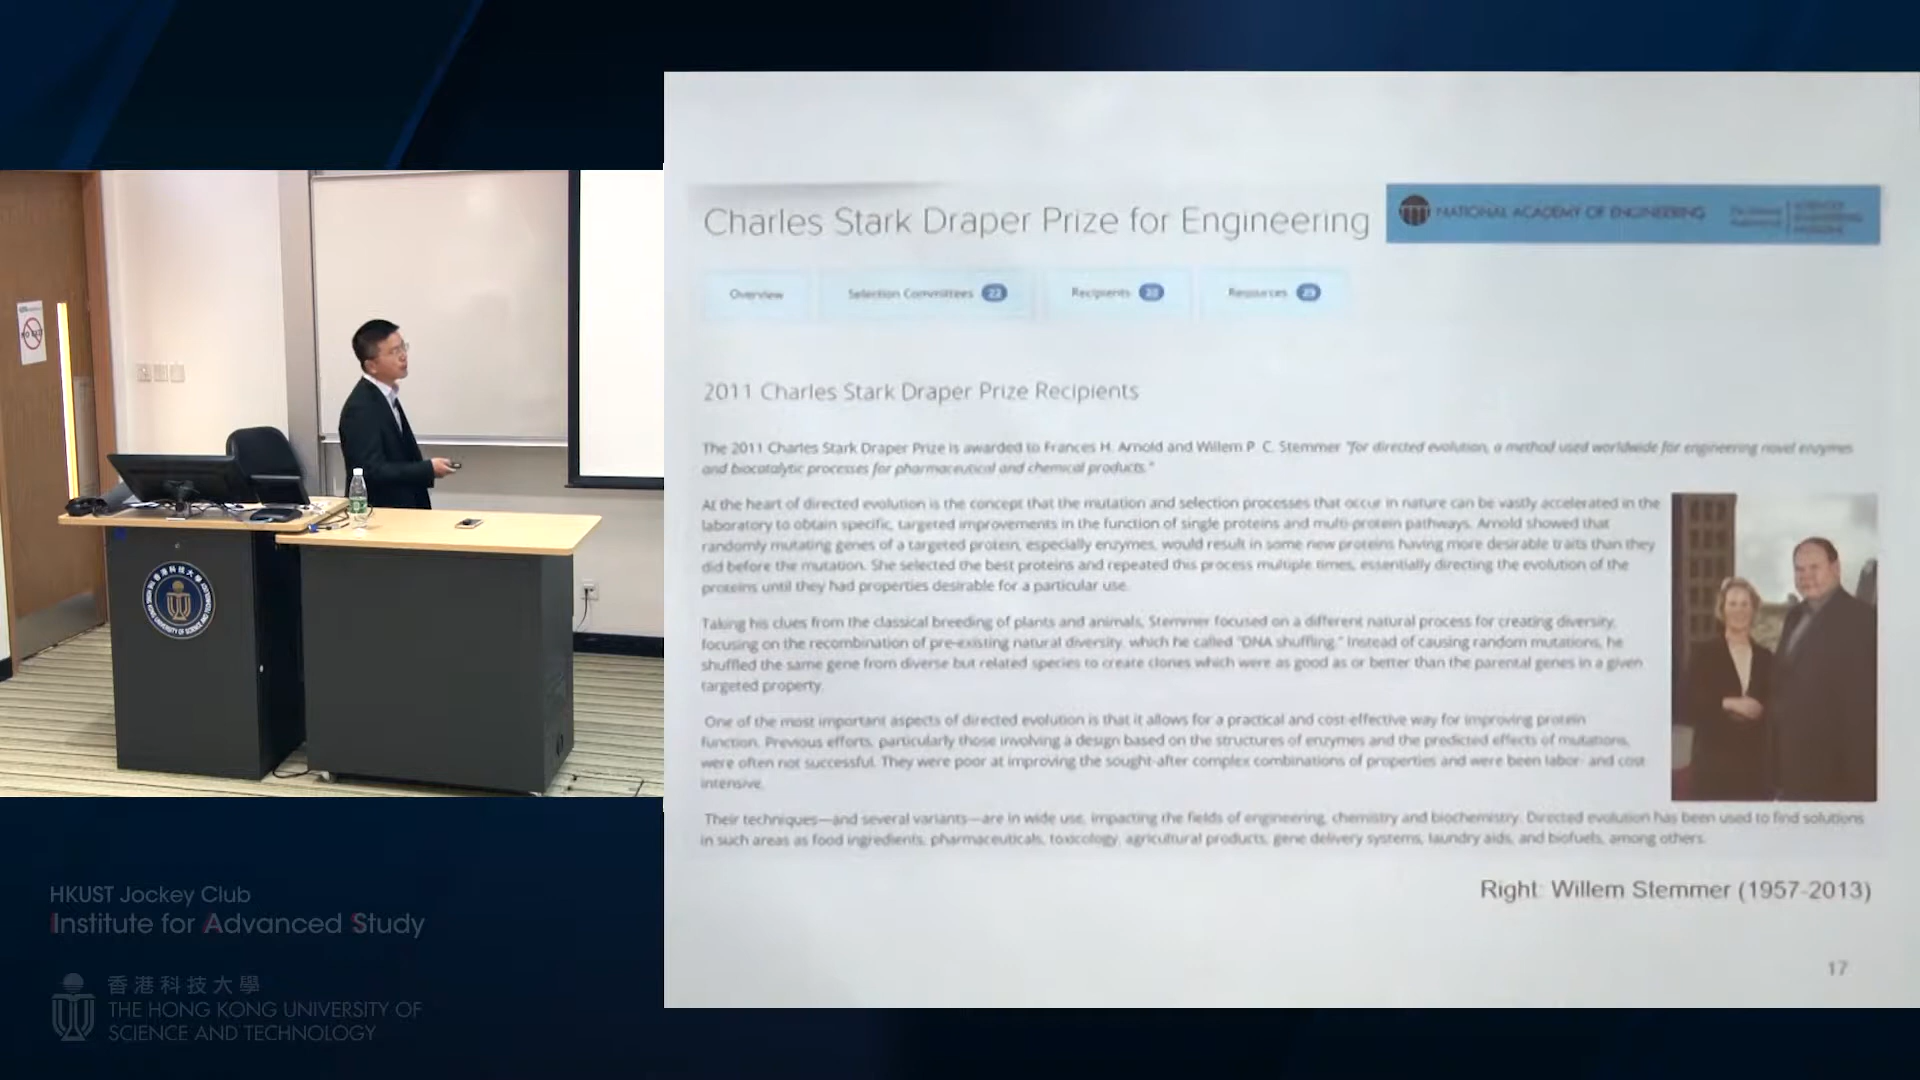 Charles Stark Draper Prize for Engineering
NATIONAL ACADEMY OF ENGINEERING
Overview
Selection Committees 22
Recipients
Resources
2011 Charles Stark Draper Prize Recipients
The 2011 Charles Stark Draper Prize is awarded to Frances H. Arnold and Willem P. C. Stemmer "for directed evolution, a method used worldwide for engineering novel enzymes
and biocatalytic processes for pharmaceutical and chemical products."
At the heart of directed evolution is the concept that the mutation and selection processes that occur in nature can be vastly accelerated in the
laboratory to obtain specific, targeted improvements in the function of single proteins and multi-protein pathways. Arnold showed that
randomly mutating genes of a targeted protein, especially enzymes, would result in some new proteins having more desirable traits than they
did before the mutation. She selected the best proteins and repeated this process multiple times, essentially directing the evolution of the
proteins until they had properties desirable for a particular use.
Taking his clues from the classical breeding of plants and animals, Stemmer focused on a different natural process for creating diversity,
focusing on the recombination of pre-existing natural diversity, which he called "DNA shuffling." Instead of causing random mutations, he
shuffled the same gene from diverse but related species to create clones which were as good as or better than the parental genes in a given
targeted property.
One of the most important aspects of directed evolution is that it allows for a practical and cost-effective way for improving protein
function. Previous efforts, particularly those involving a design based on the structures of enzymes and the predicted effects of mutations,
were often not successful. They were poor at improving the sought-after complex combinations of properties and were been labor- and cost
intensive.
Their techniques—and several variants—are in wide use, impacting the fields of engineering, chemistry and biochemistry. Directed evolution has been used to find solutions
in such areas as food ingredients, pharmaceuticals, toxicology, agricultural products, gene delivery systems, laundry aids, and biofuels, among others.
Right: Willem Stemmer (1957-2013)
17
HKUST Jockey Club
Institute for Advanced Study
香港科技大學
THE HONG KONG UNIVERSITY OF
SCIENCE AND TECHNOLOGY